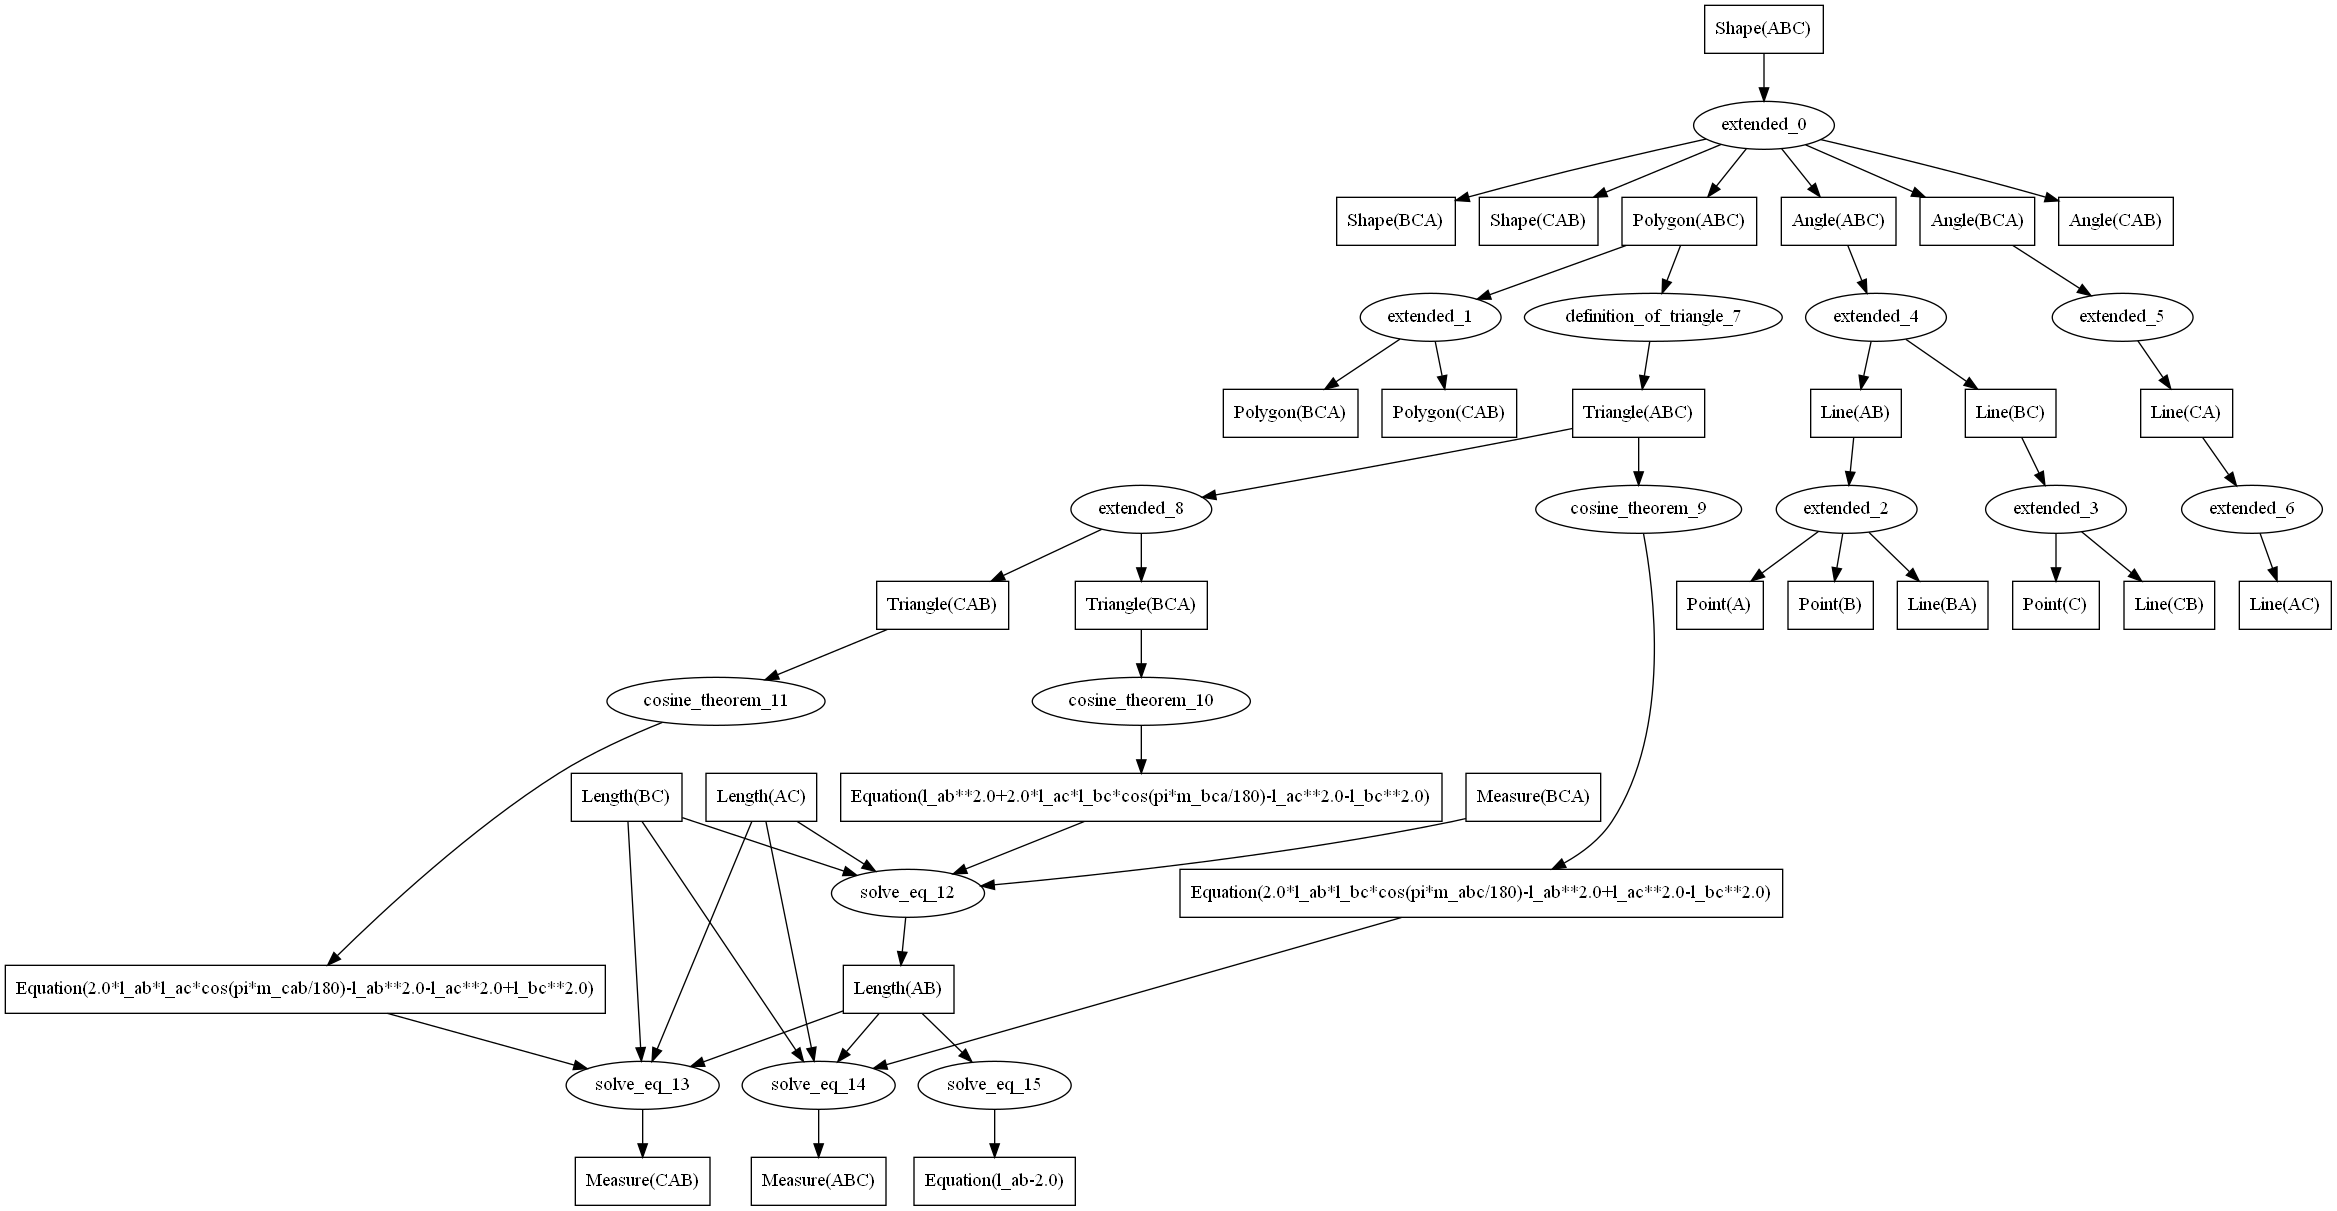 Shape(ABC)
extended_0
Shape(BCA)
Shape(CAB)
Polygon(ABC)
Angle(ABC)
Angle(BCA)
Angle(CAB)
extended_1
definition_of_triangle_7
extended_4
extended_5
Polygon(BCA)
Polygon(CAB)
Triangle(ABC)
Line(AB)
Line(BC)
Line(CA)
extended_8
cosine_theorem_9
extended_2
extended_3
extended_6
Triangle(CAB)
Triangle(BCA)
Point(A)
Point(B)
Line(BA)
Point(C)
Line(CB)
Line(AC)
cosine_theorem_11
cosine_theorem_10
Length(BC)
Length(AC)
Equation(l_ab**2.0+2.0*l_ac*l_bc*cos(pi*m_bca/180)-l_ac**2.0-l_bc**2.0)
Measure(BCA)
solve_eq_12
Equation(2.0*l_ab*l_bc*cos(pi*m_abc/180)-l_ab**2.0+l_ac**2.0-l_bc**2.0)
Equation(2.0*l_ab*l_ac*cos(pi*m_cab/180)-l_ab**2.0-l_ac**2.0+l_bc**2.0)
Length(AB)
solve_eq_13
solve_eq_14
solve_eq_15
Measure(CAB)
Measure(ABC)
Equation(l_ab-2.0)